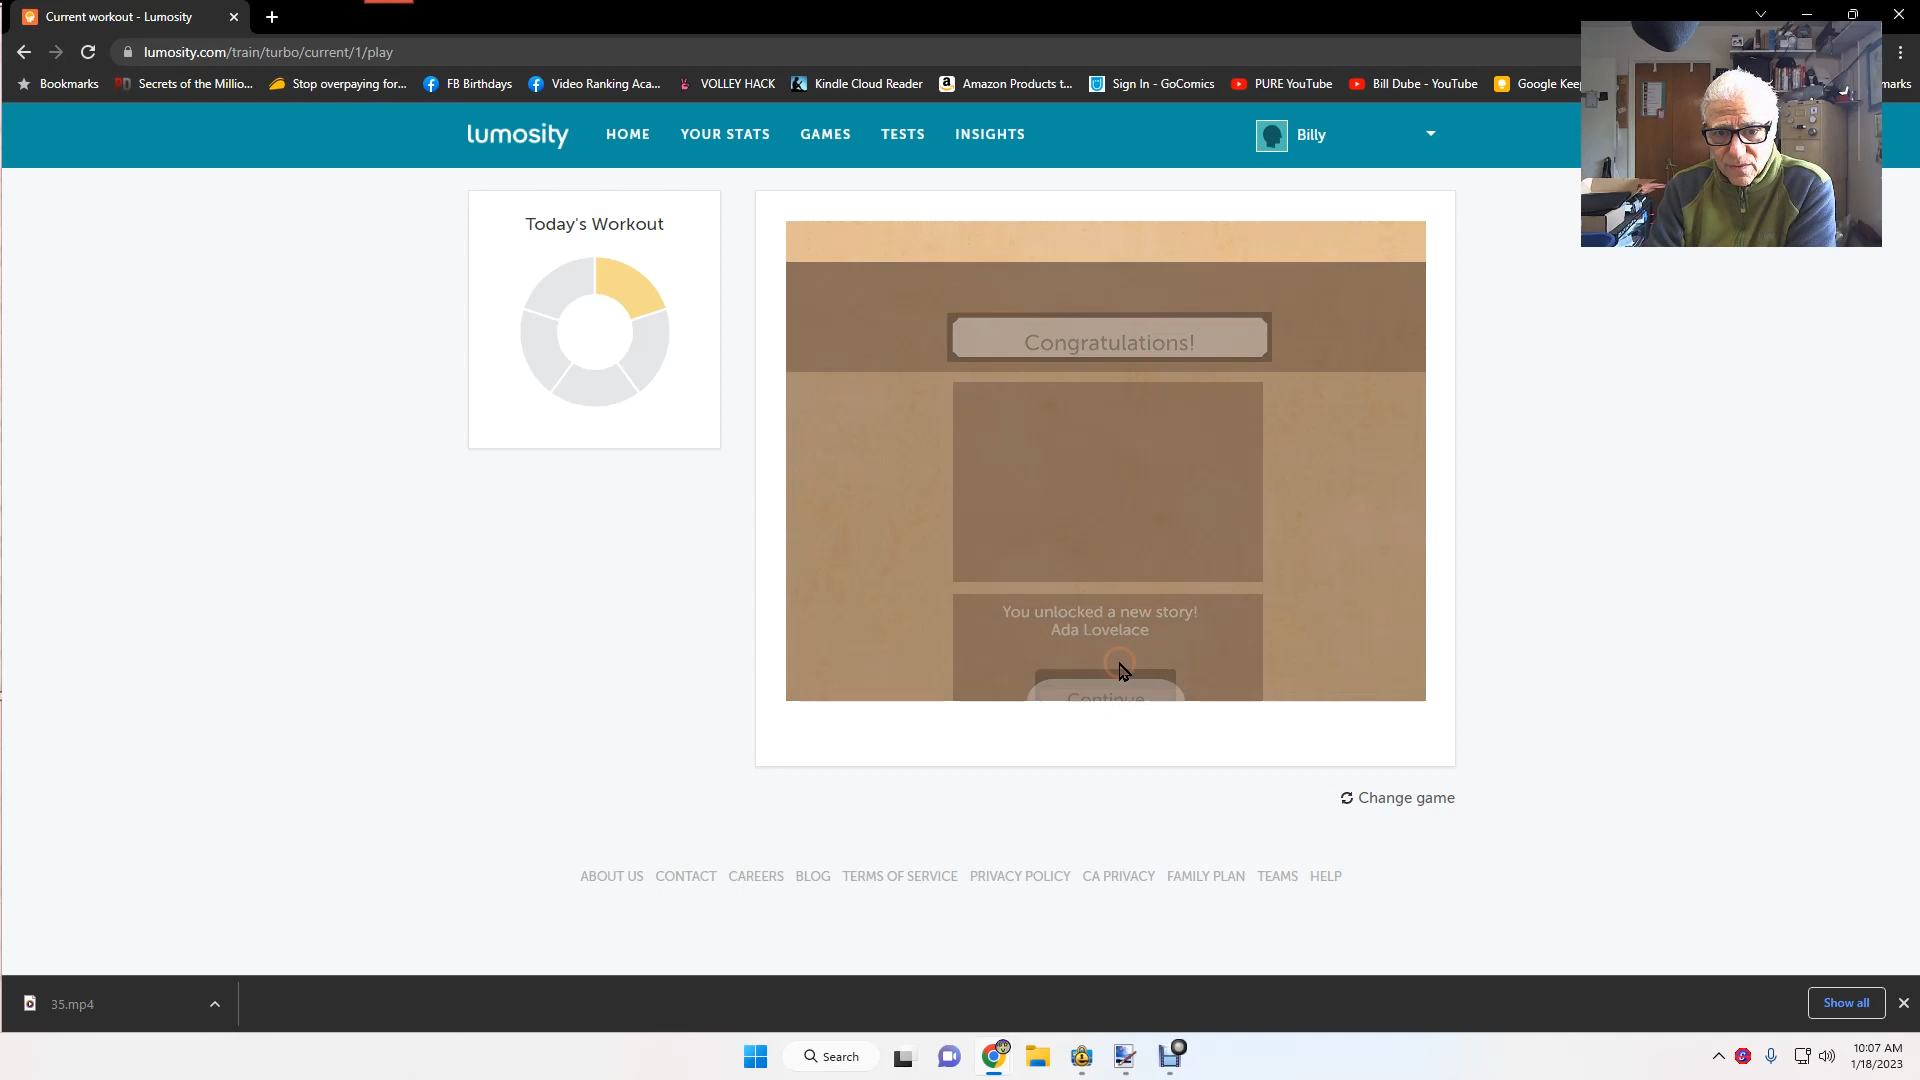 Current workout - Lumosity
lumosity.com/train/turbo/current/1/play
Bookmarks
Secrets of the Millio...
Stop overpaying for...
FB Birthdays
Video Ranking Aca...
VOLLEY HACK
Kindle Cloud Reader
Amazon Products t...
Sign In - GoComics
PURE YouTube
Bill Dube - YouTube
Google Keep
marks
lumosity
HOME
YOUR STATS
GAMES
TESTS
INSIGHTS
Billy
Today's Workout
Congratulations!
You unlocked a new story!
Ada Lovelace
Continue
Change game
ABOUT US CONTACT CAREERS BLOG TERMS OF SERVICE PRIVACY POLICY CA PRIVACY FAMILY PLAN TEAMS HELP
35.mp4
Show all
Search
10:07 AM
1/18/2023